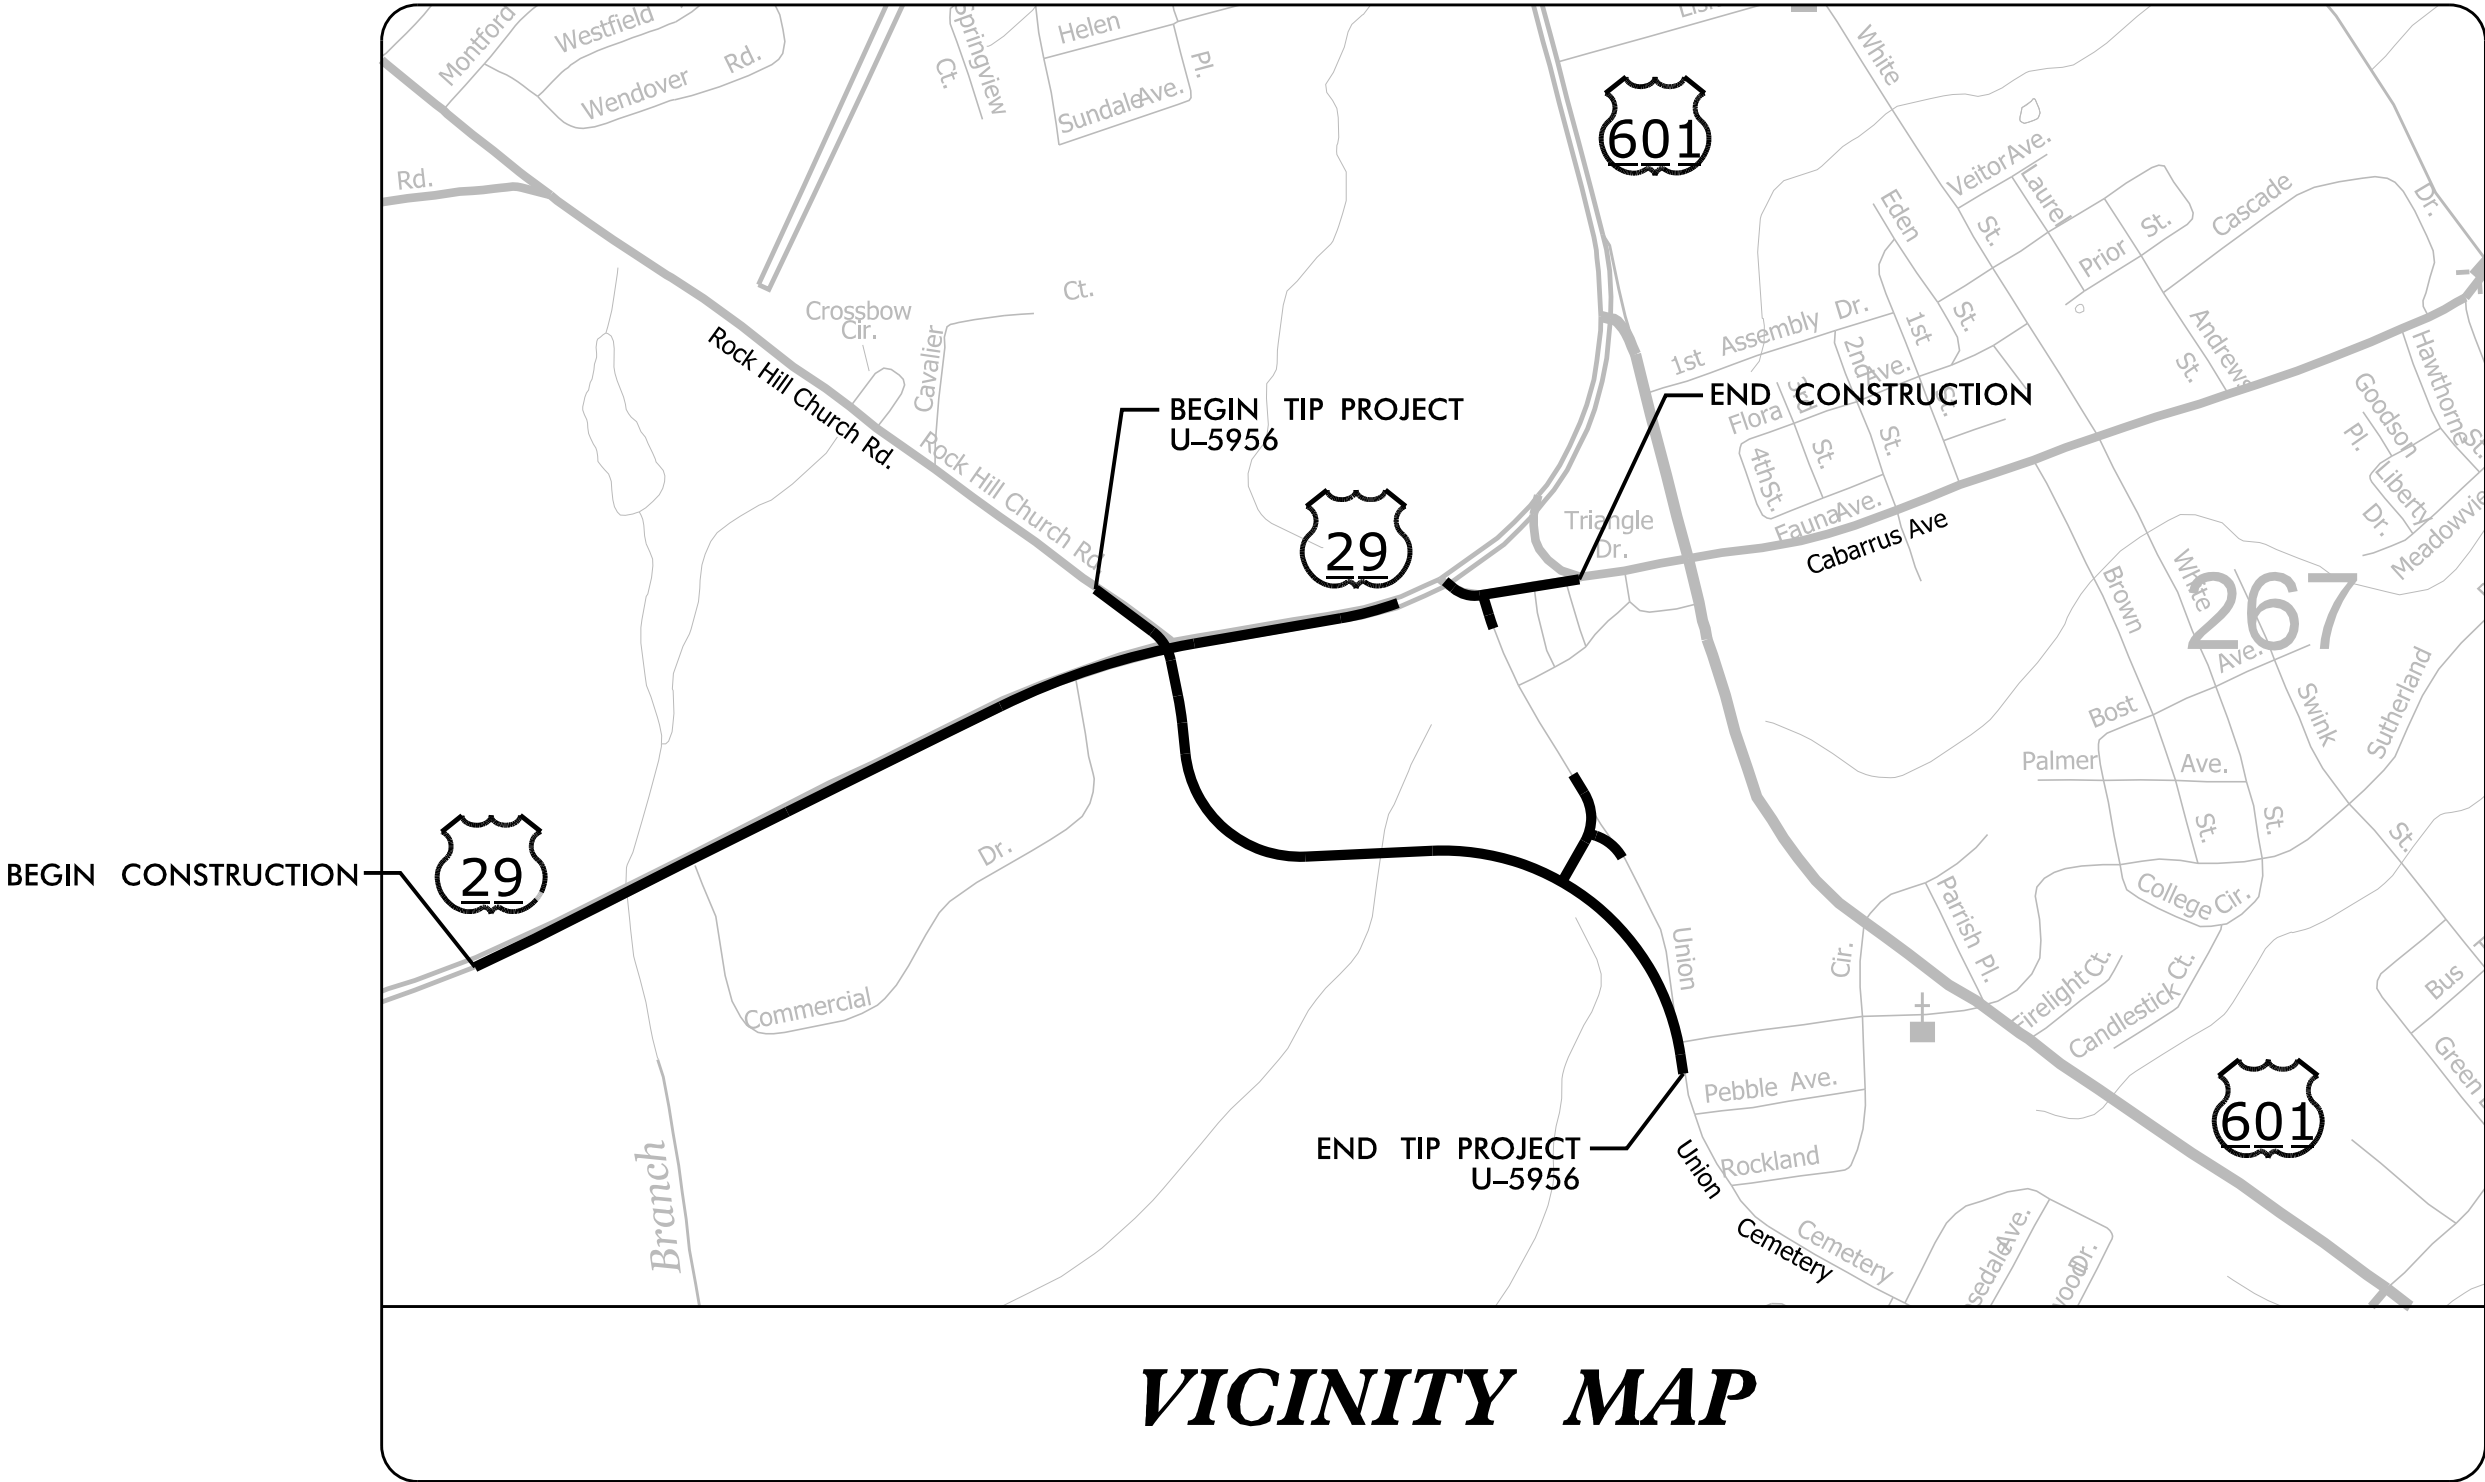 Montford
Westfield
Wendover Rd.
Springview
Ct.
Helen
Pl.
Sundale Ave.
White
601
Rd.
Veitor Ave.
Laurel
Eden
St.
Prior St.
Cascade
Dr.
Crossbow
Cir.
Ct.
Cavalier
Rock Hill Church Rd.
Rock Hill Church Rd.
1st Assembly Dr.
1st
St.
2nd
Ave.
St.
Andrews
St.
Hawthorne
St.
Goodson
Pl.
Liberty
Dr.
BEGIN TIP PROJECT
U–5956
END CONSTRUCTION
Flora
3rd
St.
St.
4th St.
Fauna Ave.
Triangle
Dr.
Cabarrus Ave
29
267
Brown
White
Ave.
Bost
Swink
Sutherland
Palmer Ave.
St.
St.
St.
BEGIN CONSTRUCTION
29
Dr.
Commercial
Union
Cir.
Parrish Pl.
College Cir.
Firelight Ct.
Candlestick Ct.
Bus
Green
Pebble Ave.
601
END TIP PROJECT
U–5956
Rockland
Union
Cemetery
Cemetery
Ave.
Dr.
Branch
VICINITY MAP